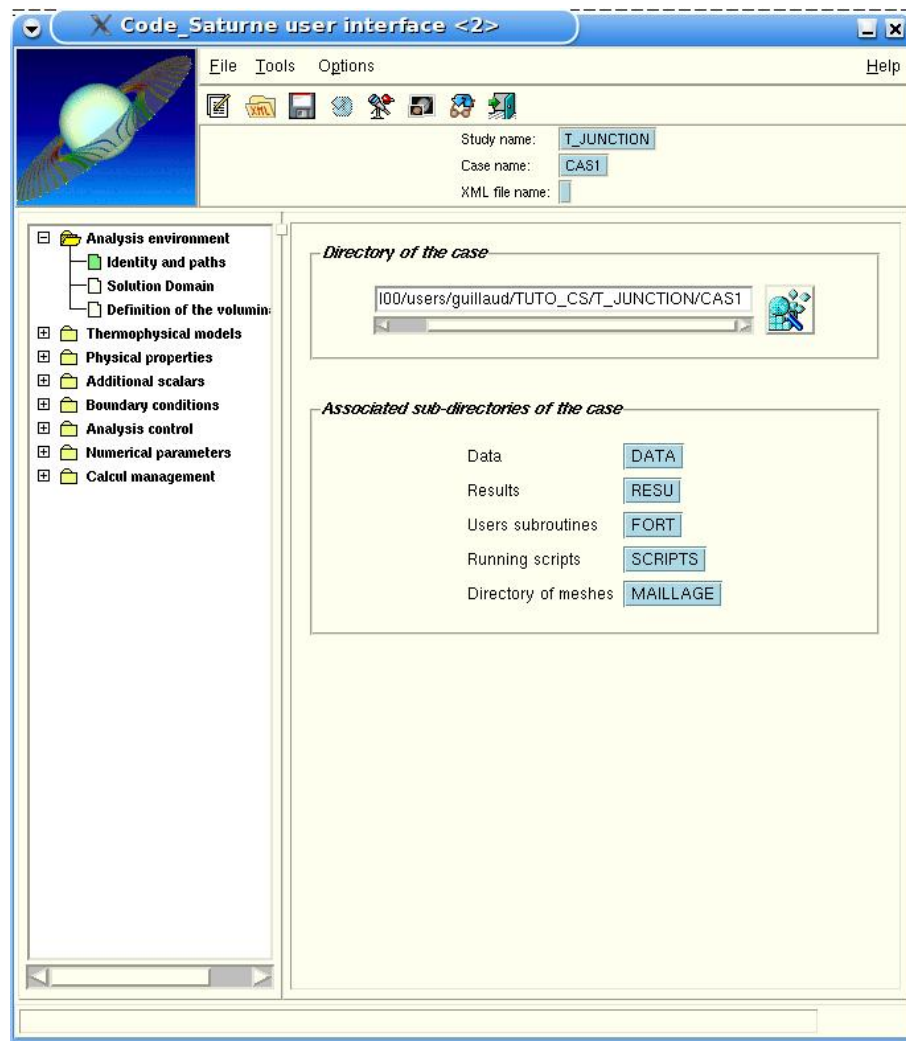 Code_Saturne user interface <2>
File Tools Options Help
XML
Study name: T_JUNCTION
Case name: CAS1
XML file name:
Analysis environment
Identity and paths
Solution Domain
Definition of the volumin
Thermophysical models
Physical properties
Additional scalars
Boundary conditions
Analysis control
Numerical parameters
Calcul management
Directory of the case
l00/users/guillaud/TUTO_CS/T_JUNCTION/CAS1
Associated sub-directories of the case
Data DATA
Results RESU
Users subroutines FORT
Running scripts SCRIPTS
Directory of meshes MAILLAGE